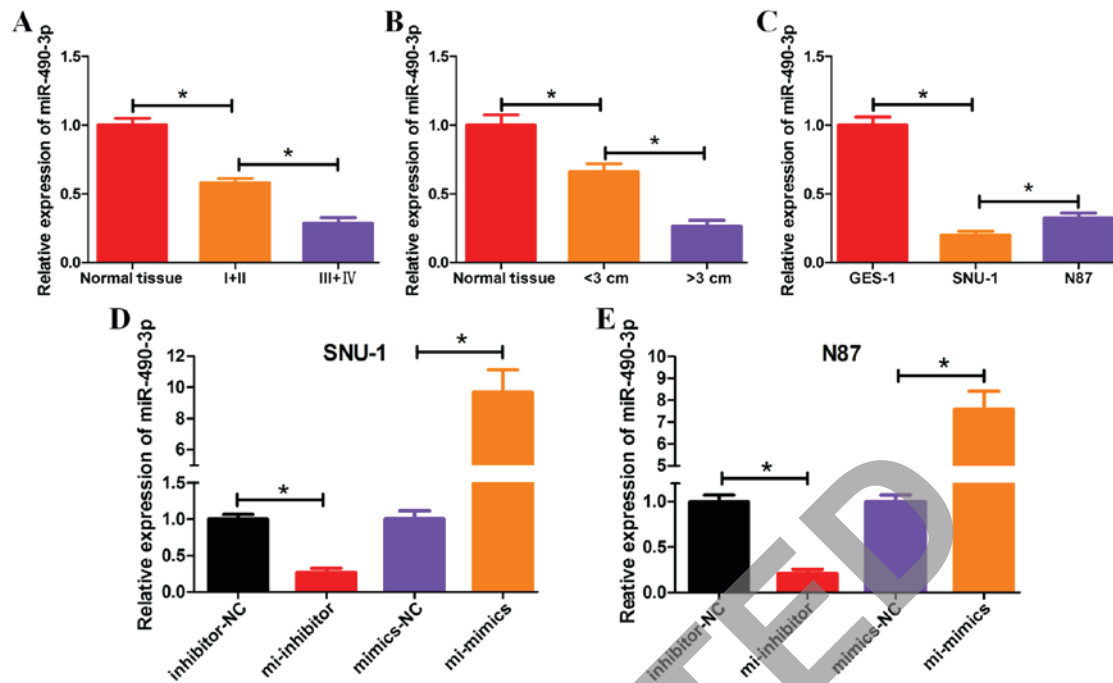 A
Relative expression of miR-490-3p
1.5
1.0
0.5
0.0
*
*
Normal tissue
I+II
III+IV
B
Relative expression of miR-490-3p
1.5
1.0
0.5
0.0
*
*
Normal tissue
<3 cm
>3 cm
C
Relative expression of miR-490-3p
1.5
1.0
0.5
0.0
*
*
GES-1
SNU-1
N87
D
SNU-1
Relative expression of miR-490-3p
12
10
8
6
1.5
1.0
0.5
0.0
*
*
inhibitor-NC
mi-inhibitor
mimics-NC
mi-mimics
E
N87
Relative expression of miR-490-3p
10
9
8
7
6
5
1.0
0.5
0.0
*
*
inhibitor-NC
mi-inhibitor
mimics-NC
mi-mimics
TED